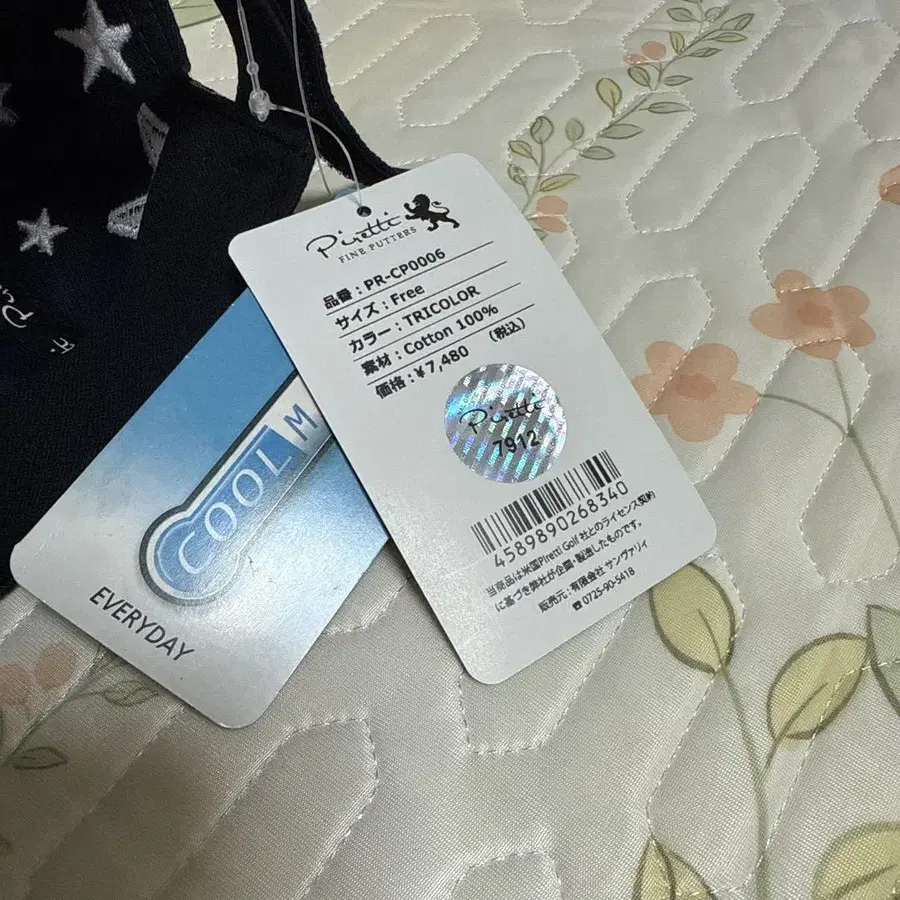 Piretti
FINE PUTTERS
品番：PR-CP0006
サイズ：Free
カラー：TRICOLOR
素材：Cotton 100%
価格：¥7,480 （税込）
Piretti
7912
4589890268340
当商品は米国Piretti Golf 社とのライセンス契約
に基づき弊社が企画・製造したものです。
販売元：有限会社 サンヴァリィ
☎ 0725-90-5418
COOL M
EVERYDAY